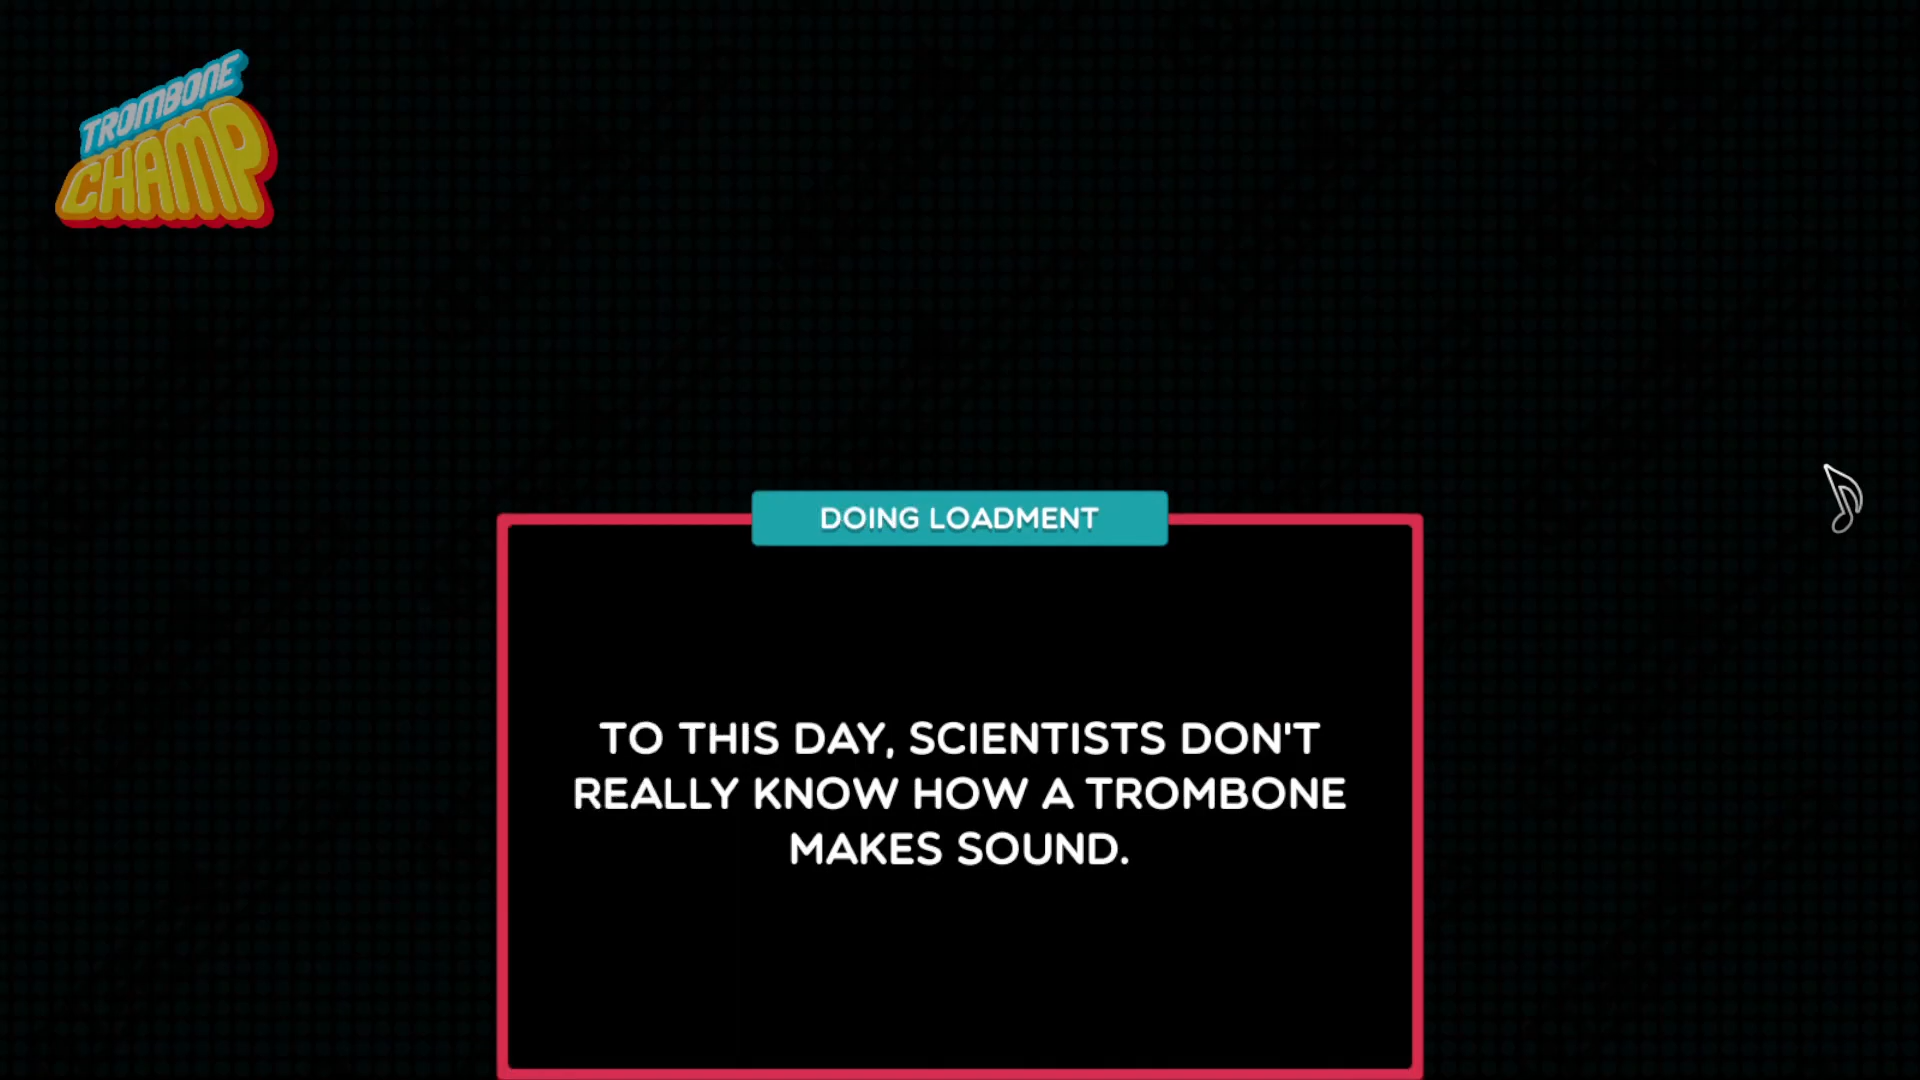 TROMBONE
CHAMP
DOING LOADMENT
TO THIS DAY, SCIENTISTS DON'T
REALLY KNOW HOW A TROMBONE
MAKES SOUND.